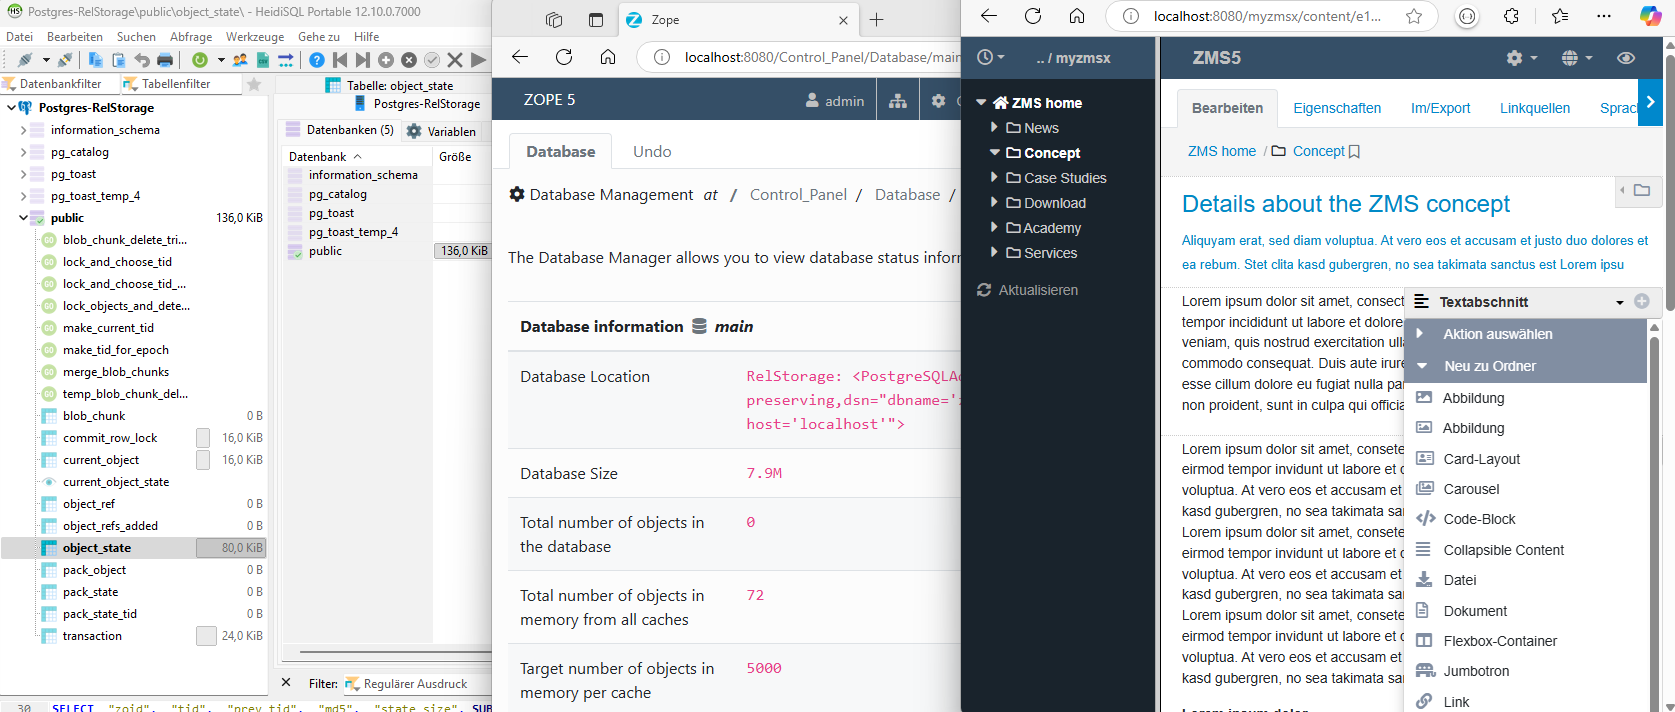 Postgres-RelStorage\public\object_state\ - HeidiSQL Portable 12.10.0.7000
Datei Bearbeiten Suchen Abfrage Werkzeuge Gehe zu Hilfe
Datenbankfilter Tabellenfilter
Postgres-RelStorage
information_schema
pg_catalog
pg_toast
pg_toast_temp_4
public 136,0 KiB
blob_chunk_delete_tri...
lock_and_choose_tid
lock_and_choose_tid_...
lock_objects_and_dete...
make_current_tid
make_tid_for_epoch
merge_blob_chunks
temp_blob_chunk_del...
blob_chunk 0 B
commit_row_lock 16,0 KiB
current_object 16,0 KiB
current_object_state
object_ref 0 B
object_refs_added 0 B
object_state 80,0 KiB
pack_object 0 B
pack_state 0 B
pack_state_tid 0 B
transaction 24,0 KiB
Tabelle: object_state
Postgres-RelStorage
Datenbanken (5) Variablen
Datenbank Größe
information_schema
pg_catalog
pg_toast
pg_toast_temp_4
public 136,0 KiB
Filter: Regulärer Ausdruck
30 SELECT "zoid", "tid", "prev_tid", "md5", "state_size", SUB
Zope
localhost:8080/Control_Panel/Database/main
ZOPE 5 admin
Database Undo
Database Management at / Control_Panel / Database /
The Database Manager allows you to view database status infor
Database information main
Database Location
RelStorage: <PostgreSQLAd
preserving,dsn="dbname='
host='localhost'">
Database Size 7.9M
Total number of objects in
the database
0
Total number of objects in
memory from all caches
72
Target number of objects in
memory per cache
5000
localhost:8080/myzmsx/content/e1...
.. / myzmsx
ZMS home
News
Concept
Case Studies
Download
Academy
Services
Aktualisieren
ZMS5
Bearbeiten Eigenschaften Im/Export Linkquellen Sprach
ZMS home / Concept
Details about the ZMS concept
Aliquyam erat, sed diam voluptua. At vero eos et accusam et justo duo dolores et
ea rebum. Stet clita kasd gubergren, no sea takimata sanctus est Lorem ipsu
Lorem ipsum dolor sit amet, consect
tempor incididunt ut labore et dolore
veniam, quis nostrud exercitation ulla
commodo consequat. Duis aute irure
esse cillum dolore eu fugiat nulla pa
non proident, sunt in culpa qui officia
Lorem ipsum dolor sit amet, consete
eirmod tempor invidunt ut labore et d
voluptua. At vero eos et accusam et
kasd gubergren, no sea takimata sa
Lorem ipsum dolor sit amet, consete
eirmod tempor invidunt ut labore et d
voluptua. At vero eos et accusam et
kasd gubergren, no sea takimata sa
Lorem ipsum dolor sit amet, consete
eirmod tempor invidunt ut labore et d
voluptua. At vero eos et accusam et
kasd gubergren, no sea takimata sa
Textabschnitt
Aktion auswählen
Neu zu Ordner
Abbildung
Abbildung
Card-Layout
Carousel
Code-Block
Collapsible Content
Datei
Dokument
Flexbox-Container
Jumbotron
Link